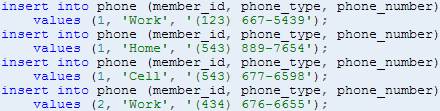 insert into phone (member_id, phone_type, phone_number)
values (1, 'Work', '(123) 667-5439');
insert into phone (member_id, phone_type, phone_number)
values (1, 'Home', '(543) 889-7654');
insert into phone (member_id, phone_type, phone_number)
values (1, 'Cell', '(543) 677-6598');
insert into phone (member_id, phone_type, phone_number)
values (2, 'Work', '(434) 676-6655');